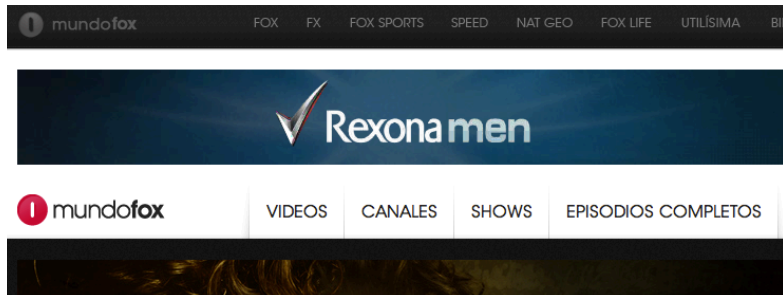 mundofox FOX FX FOX SPORTS SPEED NAT GEO FOX LIFE UTILÍSIMA
Rexona men
mundofox VIDEOS CANALES SHOWS EPISODIOS COMPLETOS